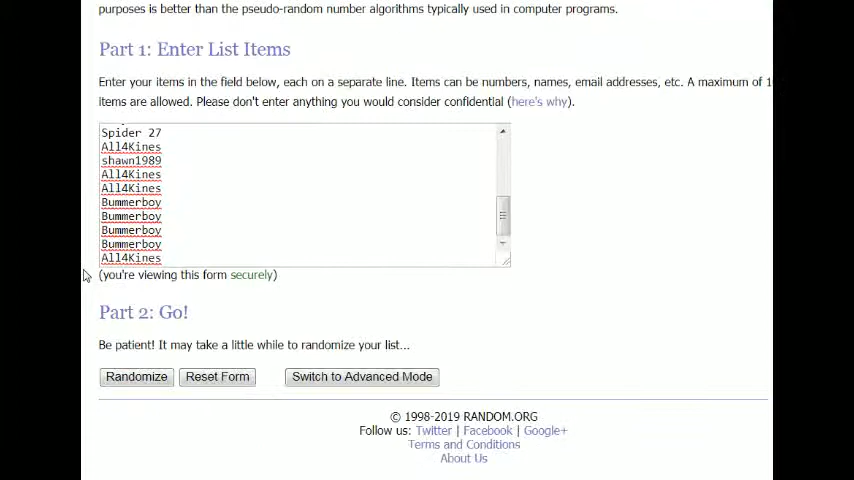 purposes is better than the pseudo-random number algorithms typically used in computer programs.
Part 1: Enter List Items
Enter your items in the field below, each on a separate line. Items can be numbers, names, email addresses, etc. A maximum of 1
items are allowed. Please don't enter anything you would consider confidential (here's why).
Spider 27
All4Kines
shawn1989
All4Kines
All4Kines
Bummerboy
Bummerboy
Bummerboy
Bummerboy
All4Kines
(you're viewing this form securely)
Part 2: Go!
Be patient! It may take a little while to randomize your list...
Randomize Reset Form Switch to Advanced Mode
© 1998-2019 RANDOM.ORG
Follow us: Twitter | Facebook | Google+
Terms and Conditions
About Us